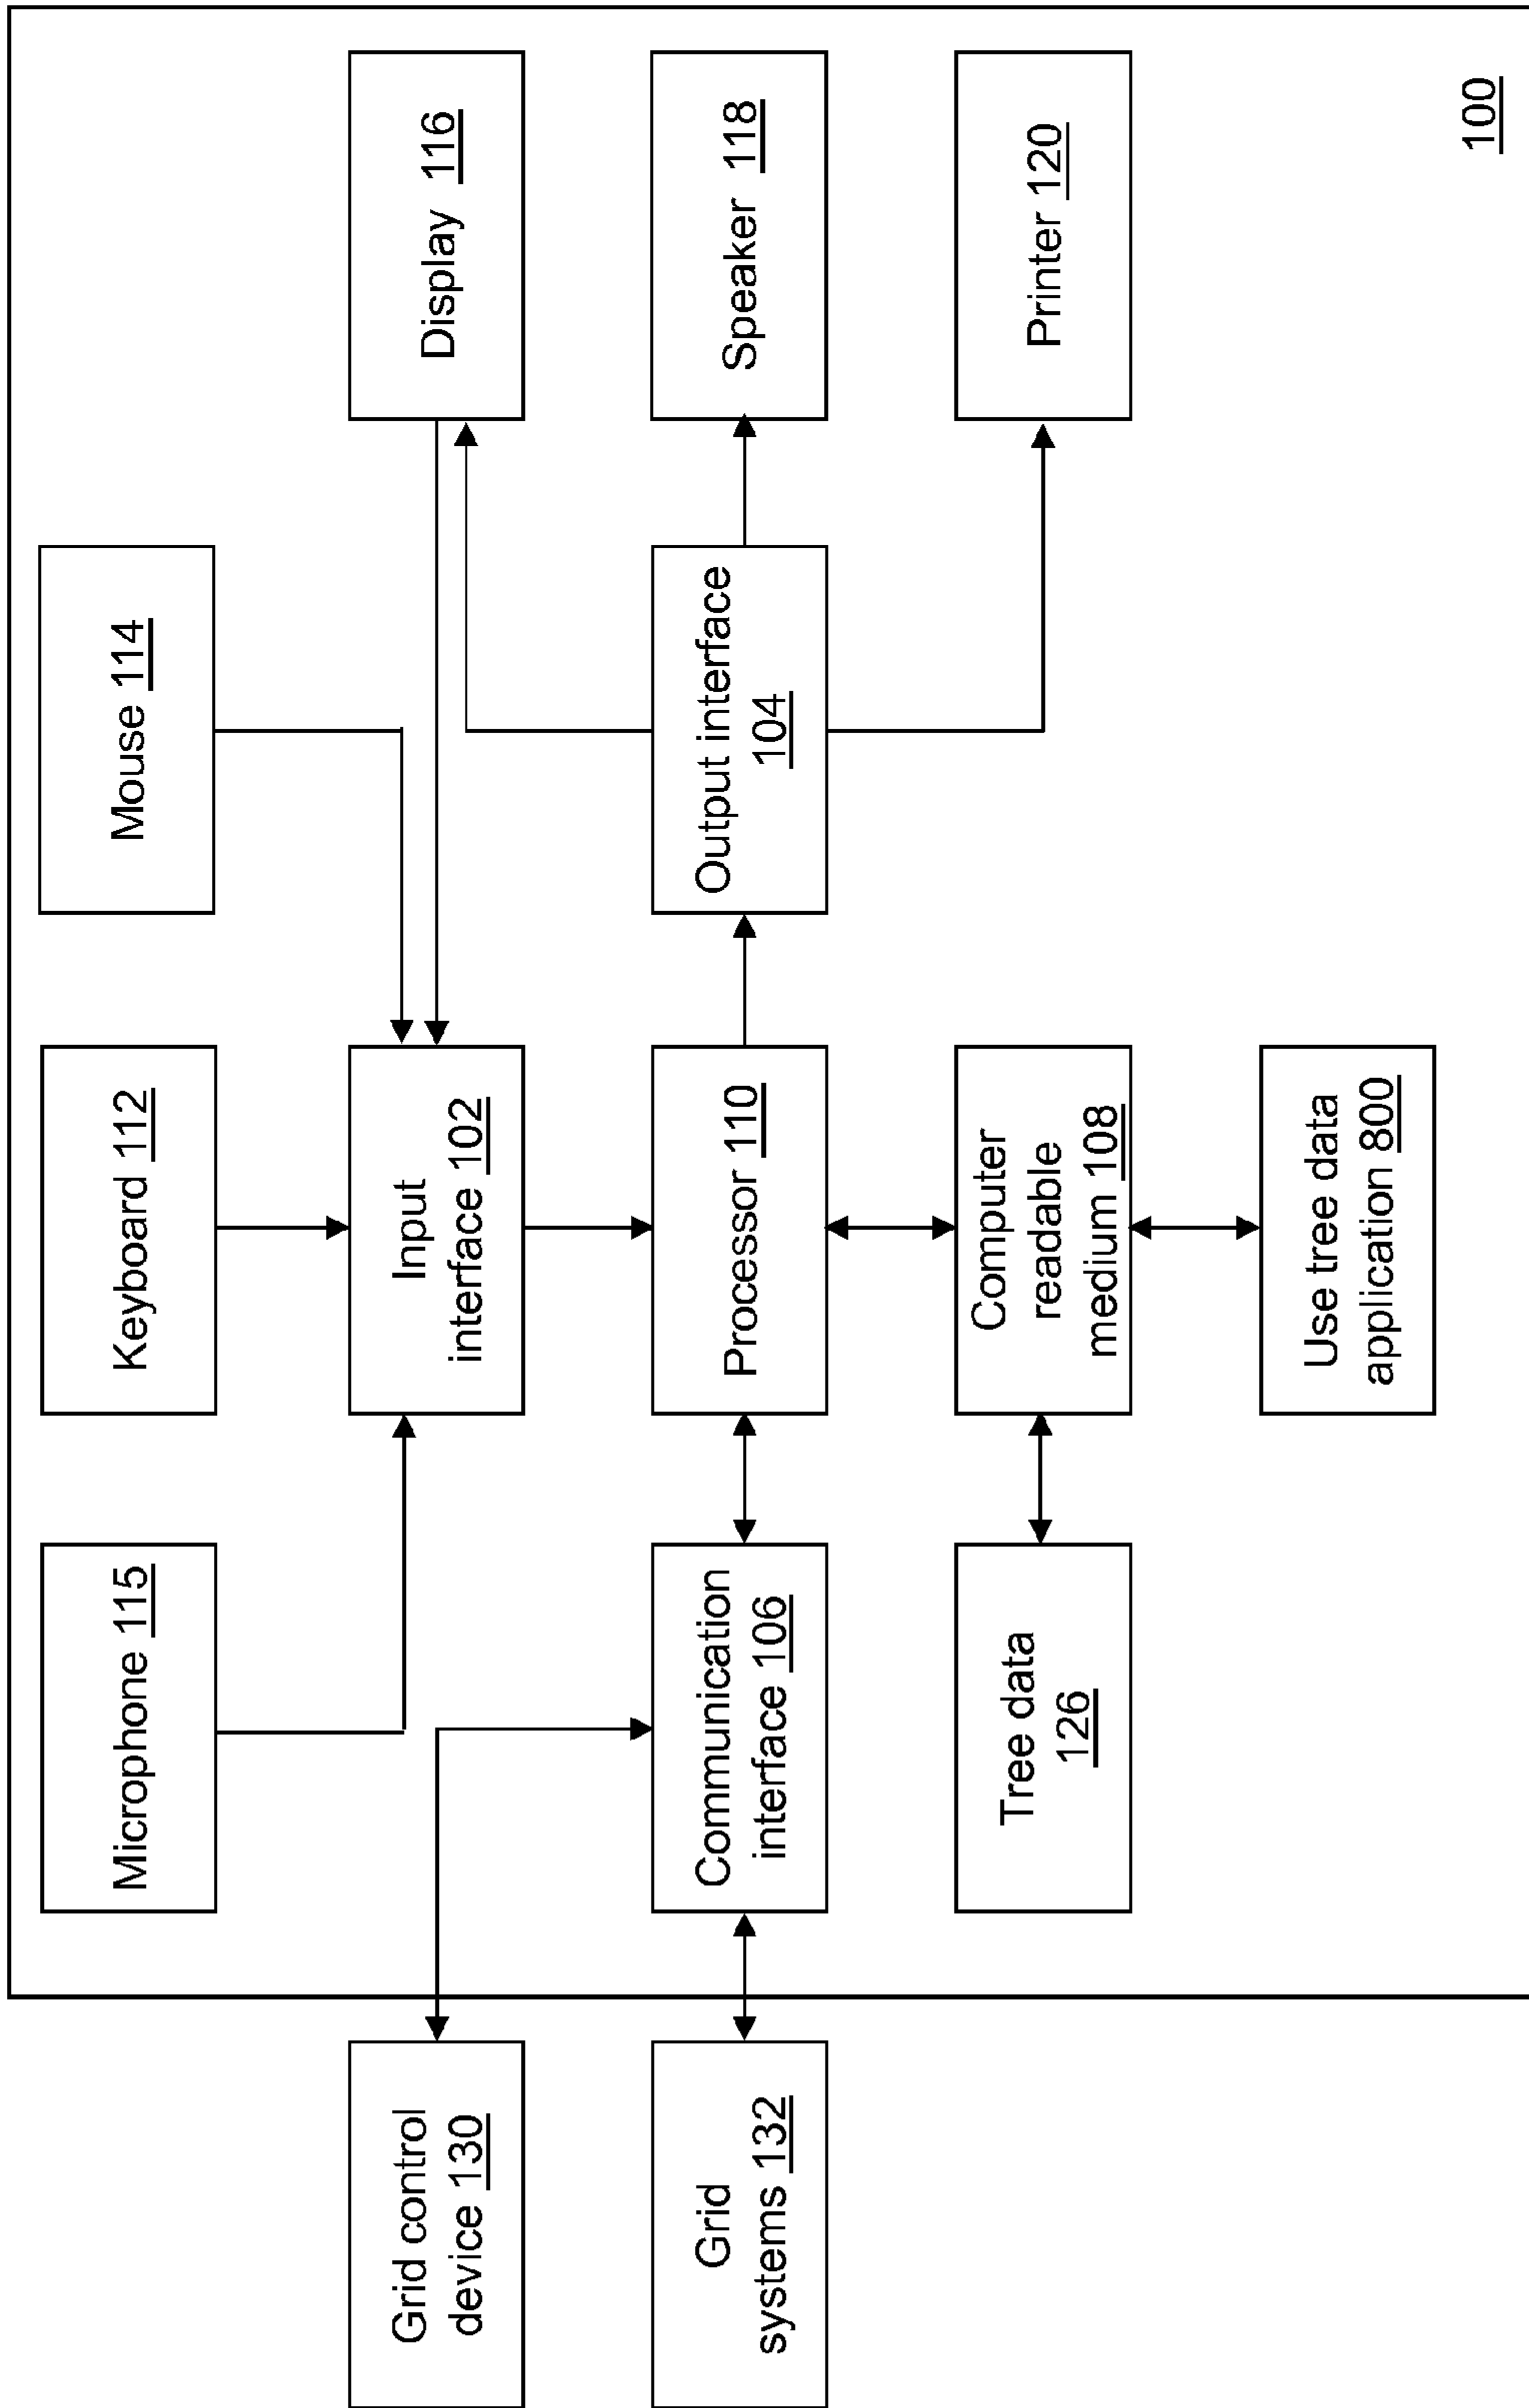 Microphone 115
Keyboard 112
Mouse 114
Grid control
device 130
Input
interface 102
Display 116
Grid
systems 132
Communication
interface 106
Processor 110
Output interface
104
Speaker 118
Tree data
126
Computer
readable
medium 108
Printer 120
Use tree data
application 800
100